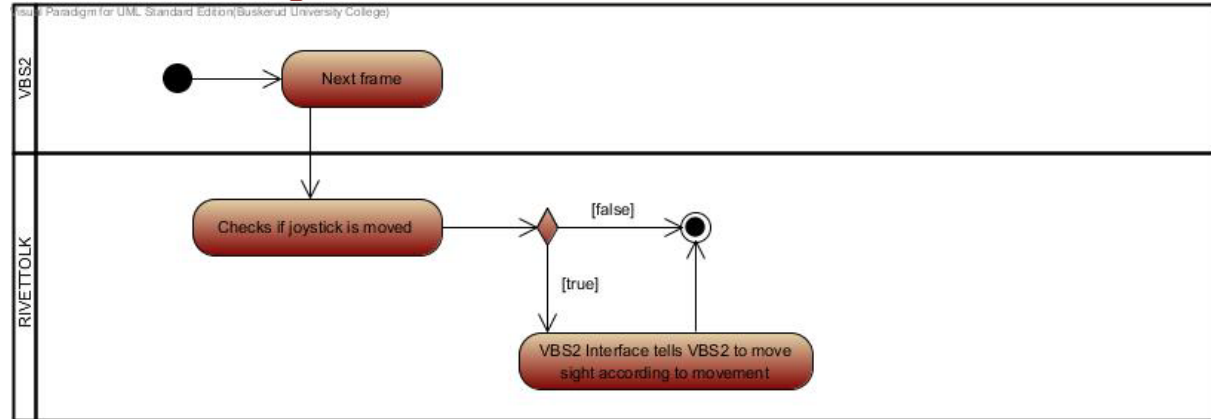 Visual Paradigm for UML Standard Edition(Buskerud University College)
VBS2
Next frame
RIVETTOLK
Checks if joystick is moved
[false]
[true]
VBS2 Interface tells VBS2 to move
sight according to movement